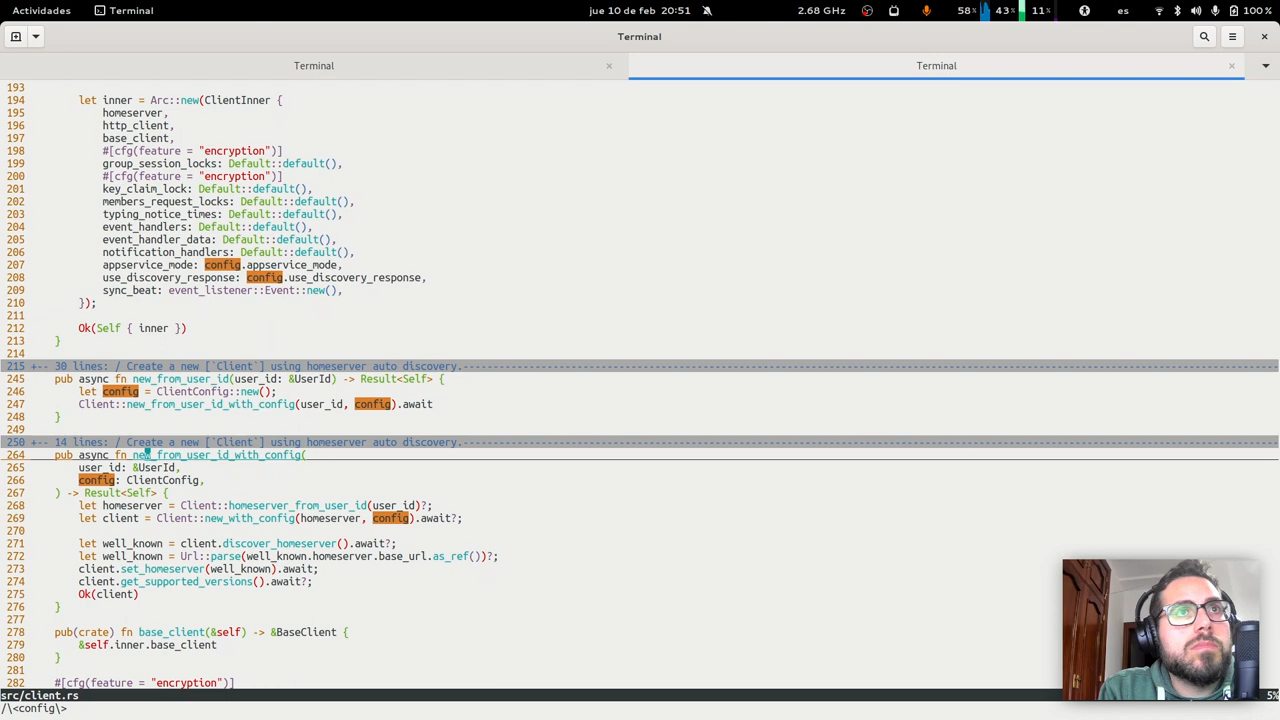 Actividades Terminal jue 10 de feb 20:51 2.68 GHz 58% 43% 11% es 100%
Terminal
Terminal × Terminal ×
193
194 let inner = Arc::new(ClientInner {
195 homeserver,
196 http_client,
197 base_client,
198 #[cfg(feature = "encryption")]
199 group_session_locks: Default::default(),
200 #[cfg(feature = "encryption")]
201 key_claim_lock: Default::default(),
202 members_request_locks: Default::default(),
203 typing_notice_times: Default::default(),
204 event_handlers: Default::default(),
205 event_handler_data: Default::default(),
206 notification_handlers: Default::default(),
207 appservice_mode: config.appservice_mode,
208 use_discovery_response: config.use_discovery_response,
209 sync_beat: event_listener::Event::new(),
210 });
211
212 Ok(Self { inner })
213 }
214
215 +-- 30 lines: / Create a new [`Client`] using homeserver auto discovery.------------------------------
245 pub async fn new_from_user_id(user_id: &UserId) -> Result<Self> {
246 let config = ClientConfig::new();
247 Client::new_from_user_id_with_config(user_id, config).await
248 }
249
250 +-- 14 lines: / Create a new [`Client`] using homeserver auto discovery.------------------------------
264 pub async fn new_from_user_id_with_config(
265 user_id: &UserId,
266 config: ClientConfig,
267 ) -> Result<Self> {
268 let homeserver = Client::homeserver_from_user_id(user_id)?;
269 let client = Client::new_with_config(homeserver, config).await?;
270
271 let well_known = client.discover_homeserver().await?;
272 let well_known = Url::parse(well_known.homeserver.base_url.as_ref())?;
273 client.set_homeserver(well_known).await;
274 client.get_supported_versions().await?;
275 Ok(client)
276 }
277
278 pub(crate) fn base_client(&self) -> &BaseClient {
279 &self.inner.base_client
280 }
281
282 #[cfg(feature = "encryption")]
src/client.rs 5%
/\<config\>